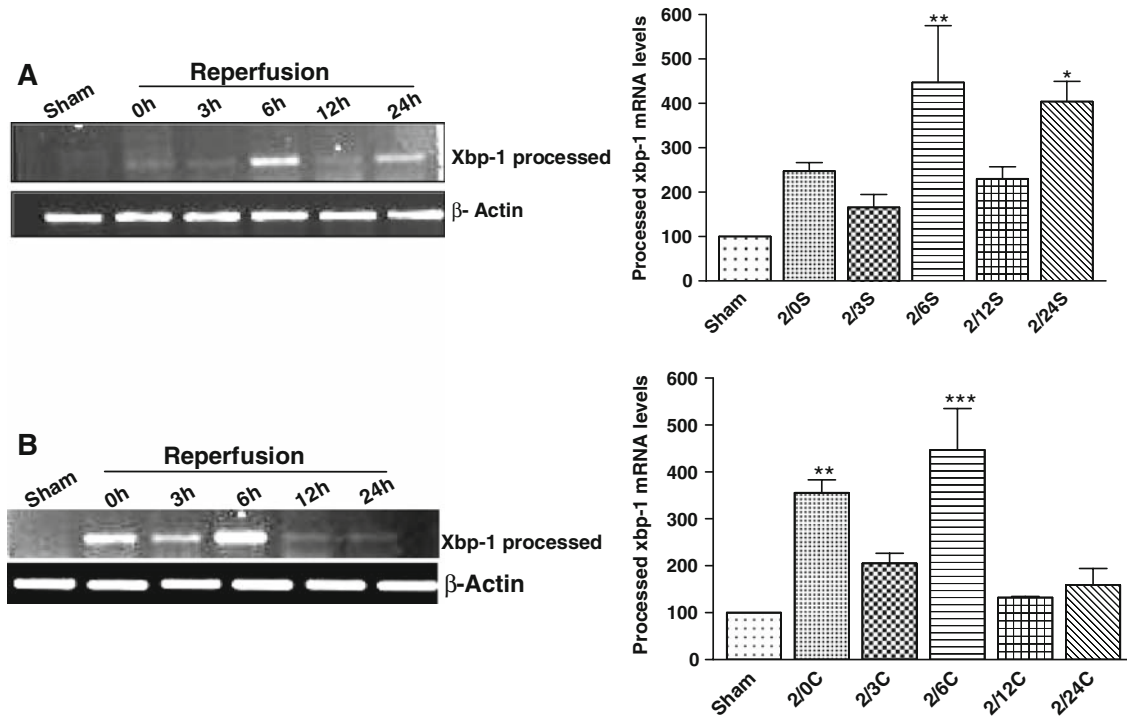 A
Reperfusion
Sham 0h 3h 6h 12h 24h
Xbp-1 processed
β- Actin
Processed xbp-1 mRNA levels
600
500
400
300
200
100
0
**
*
Sham 2/0S 2/3S 2/6S 2/12S 2/24S
B
Reperfusion
Sham 0h 3h 6h 12h 24h
Xbp-1 processed
β-Actin
Processed xbp-1 mRNA levels
600
500
400
300
200
100
0
**
***
Sham 2/0C 2/3C 2/6C 2/12C 2/24C